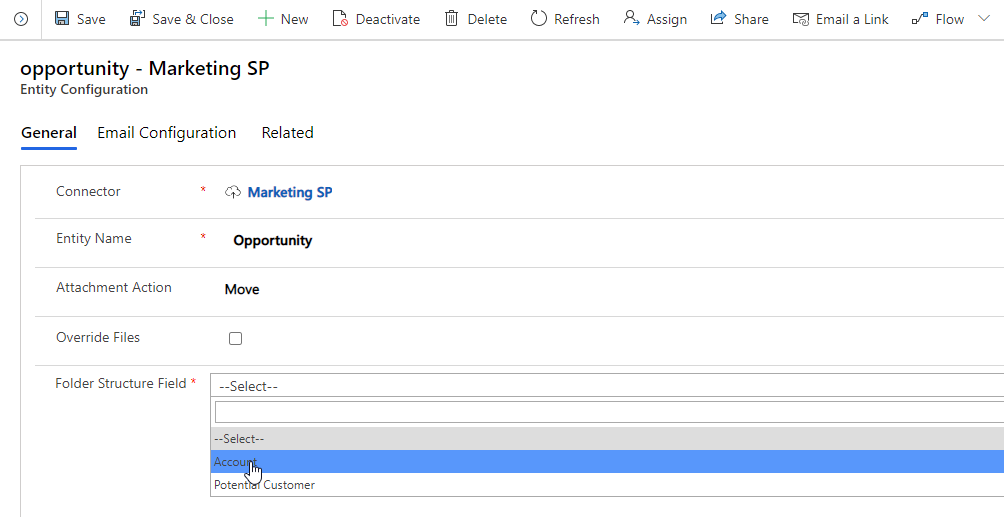 Save Save & Close New Deactivate Delete Refresh Assign Share Email a Link Flow
opportunity - Marketing SP
Entity Configuration
General Email Configuration Related
Connector * Marketing SP
Entity Name * Opportunity
Attachment Action Move
Override Files
Folder Structure Field * --Select--
--Select--
Account
Potential Customer